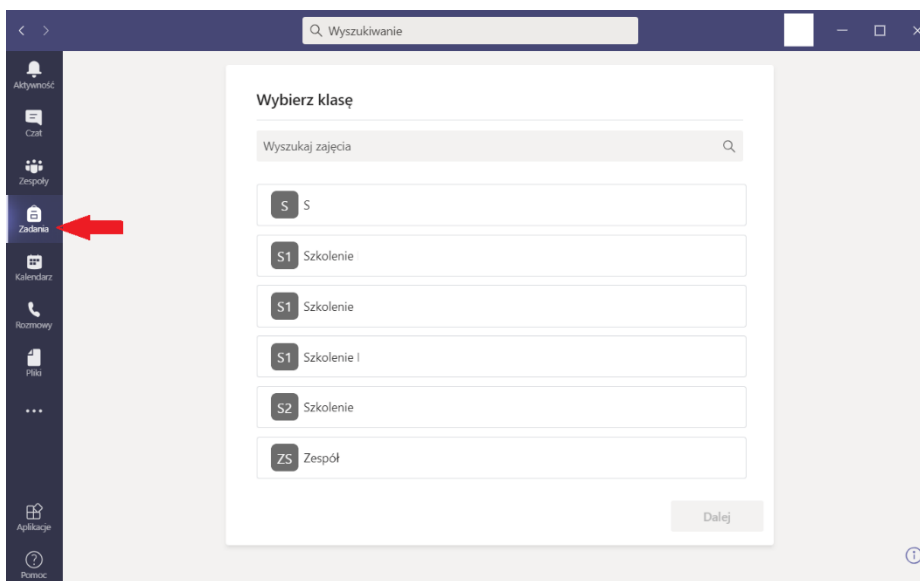 Wyszukiwanie
Aktywność
Czat
Zespoły
Zadania
Kalendarz
Rozmowy
Pliki
Aplikacje
Pomoc
Wybierz klasę
Wyszukaj zajęcia
S S
S1 Szkolenie
S1 Szkolenie
S1 Szkolenie I
S2 Szkolenie
ZS Zespół
Dalej